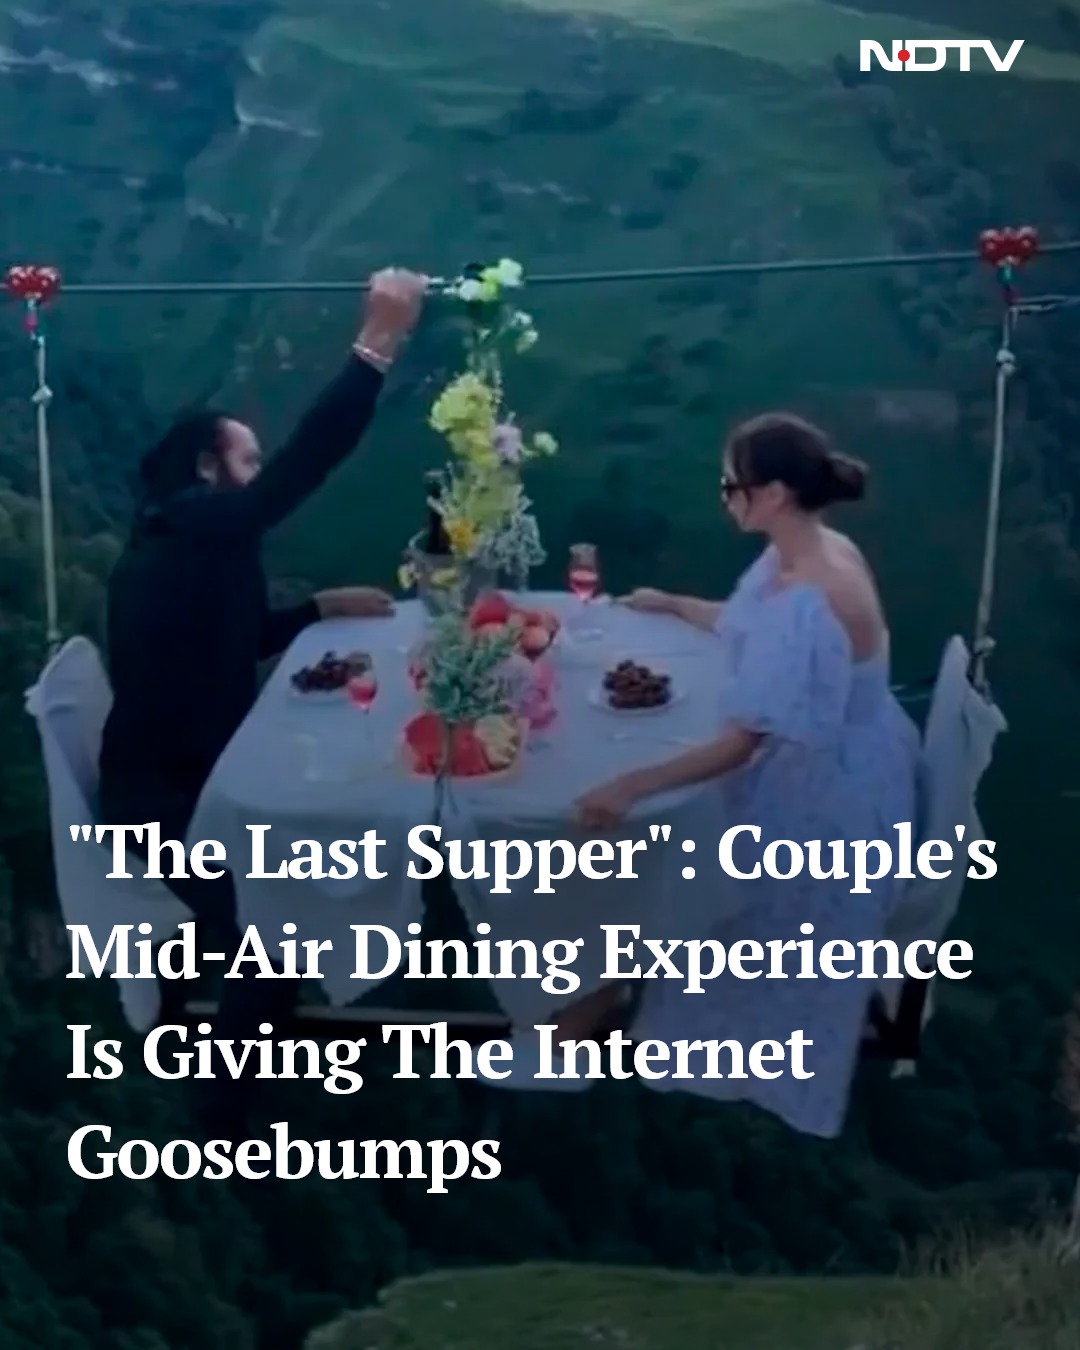 NDTV
"The Last Supper": Couple's
Mid-Air Dining Experience
Is Giving The Internet
Goosebumps